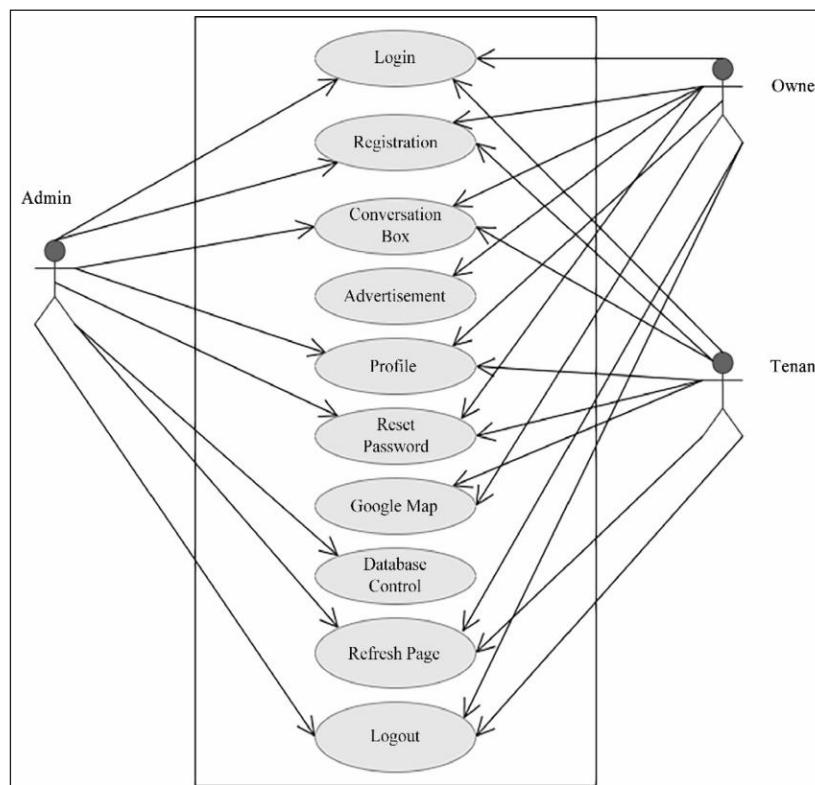 Login
Owne
Registration
Admin
Conversation
Box
Advertisement
Profile
Tenan
Reset
Password
Google Map
Database
Control
Refresh Page
Logout